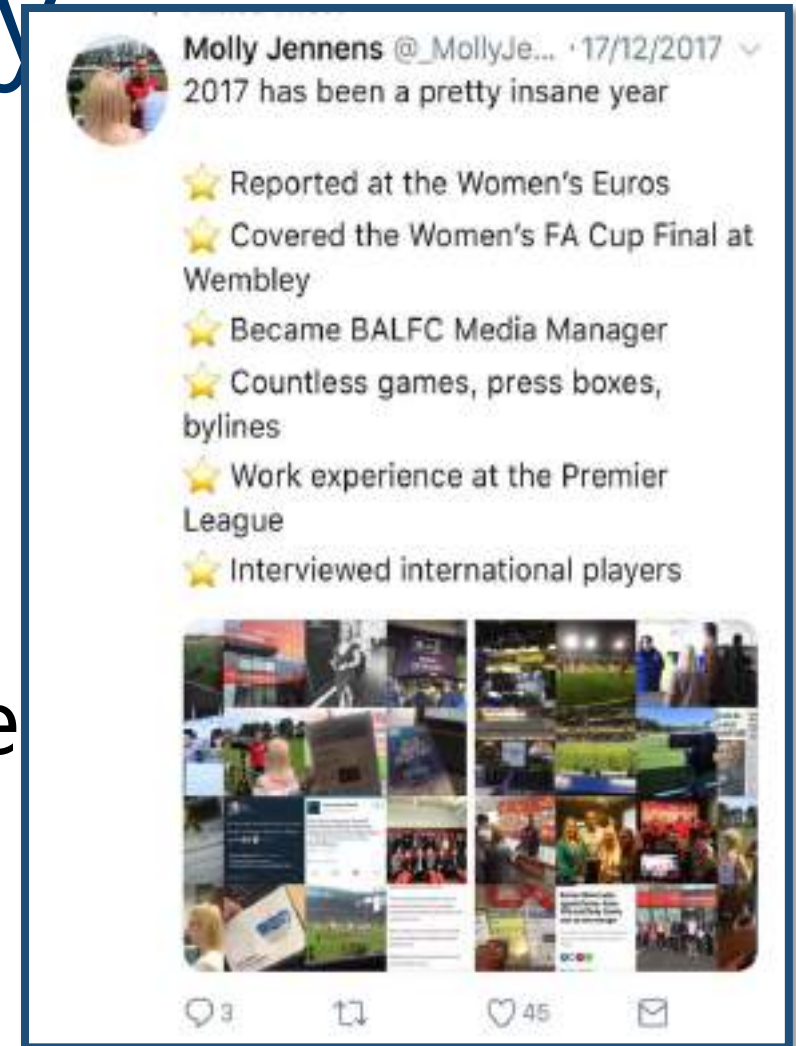 y
Molly Jennens @_MollyJe... · 17/12/2017
2017 has been a pretty insane year
⭐ Reported at the Women's Euros
⭐ Covered the Women's FA Cup Final at
Wembley
⭐ Became BALFC Media Manager
⭐ Countless games, press boxes,
bylines
⭐ Work experience at the Premier
League
⭐ Interviewed international players
e
3 45